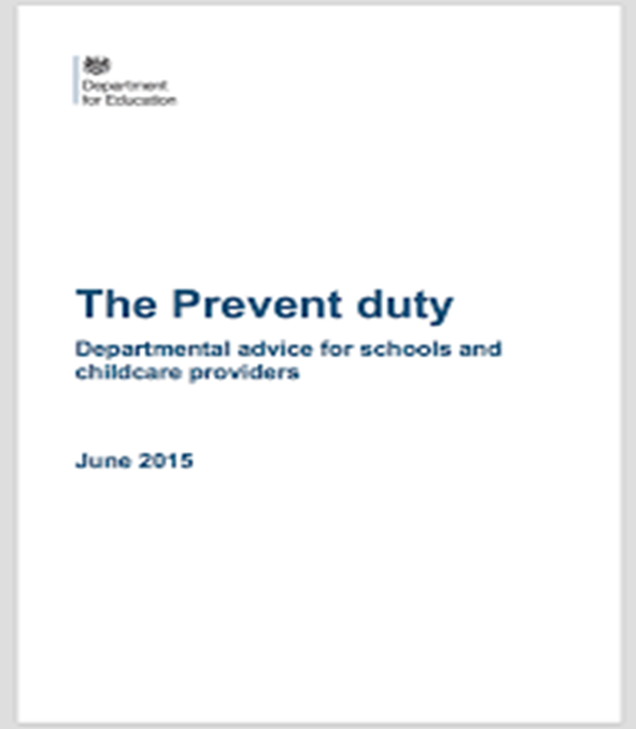 Department
for Education
The Prevent duty
Departmental advice for schools and
childcare providers
June 2015